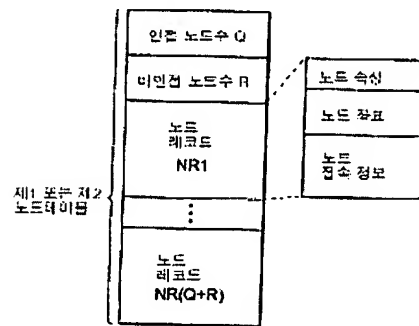 인접 노드수 Q
비인접 노드수 R
노드
레코드
NR1
⋮
노드
레코드
NR(Q+R)
제1 또는 제2
노드테이블
노드 속성
노드 좌표
노드
접속 정보